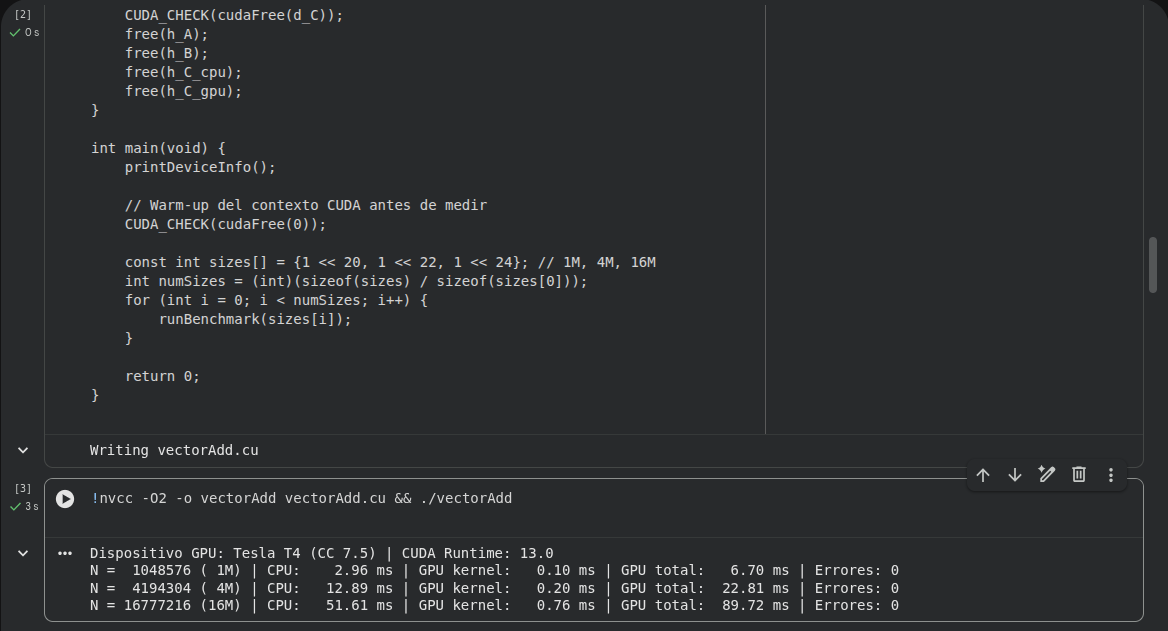 [2]
0 s
    CUDA_CHECK(cudaFree(d_C));
    free(h_A);
    free(h_B);
    free(h_C_cpu);
    free(h_C_gpu);
}
int main(void) {
    printDeviceInfo();
    // Warm-up del contexto CUDA antes de medir
    CUDA_CHECK(cudaFree(0));
    const int sizes[] = {1 << 20, 1 << 22, 1 << 24}; // 1M, 4M, 16M
    int numSizes = (int)(sizeof(sizes) / sizeof(sizes[0]));
    for (int i = 0; i < numSizes; i++) {
        runBenchmark(sizes[i]);
    }
    return 0;
}
Writing vectorAdd.cu
[3]
3 s
!nvcc -O2 -o vectorAdd vectorAdd.cu && ./vectorAdd
Dispositivo GPU: Tesla T4 (CC 7.5) | CUDA Runtime: 13.0
N =  1048576 ( 1M) | CPU:    2.96 ms | GPU kernel:   0.10 ms | GPU total:   6.70 ms | Errores: 0
N =  4194304 ( 4M) | CPU:   12.89 ms | GPU kernel:   0.20 ms | GPU total:  22.81 ms | Errores: 0
N = 16777216 (16M) | CPU:   51.61 ms | GPU kernel:   0.76 ms | GPU total:  89.72 ms | Errores: 0